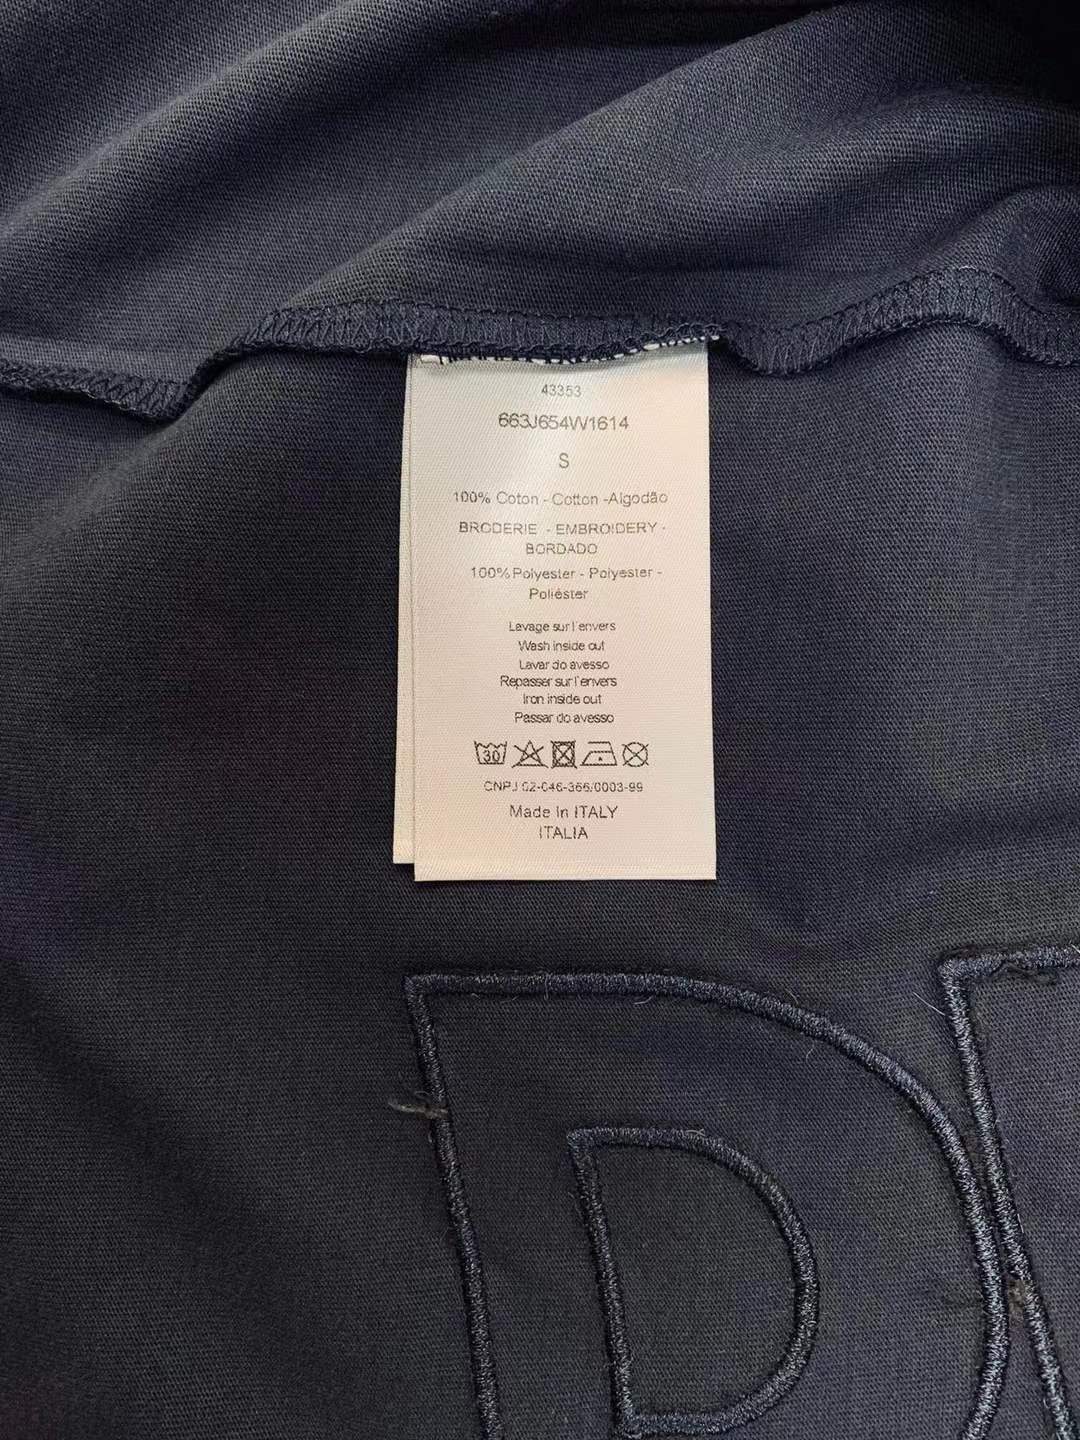 43353
663J654W1614
S
100% Coton - Cotton -Algodão
BRODERIE - EMBROIDERY -
BORDADO
100% Polyester - Polyester -
Poliéster
Lavage sur l'envers
Wash inside out
Lavar do avesso
Repasser sur l'envers
Iron inside out
Passar do avesso
30
CNPJ 02-046-366/0003-99
Made in ITALY
ITALIA
D